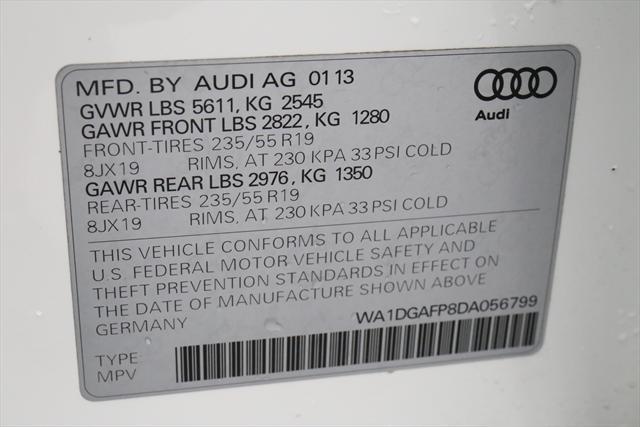 MFD. BY AUDI AG 01 13
GVWR LBS 5611, KG 2545
GAWR FRONT LBS 2822, KG 1280
FRONT-TIRES 235/55 R19
8JX19 RIMS, AT 230 KPA 33 PSI COLD
GAWR REAR LBS 2976, KG 1350
REAR-TIRES 235/55 R19
8JX19 RIMS, AT 230 KPA 33 PSI COLD
Audi
THIS VEHICLE CONFORMS TO ALL APPLICABLE
U.S. FEDERAL MOTOR VEHICLE SAFETY AND
THEFT PREVENTION STANDARDS IN EFFECT ON
THE DATE OF MANUFACTURE SHOWN ABOVE
GERMANY
WA1DGAFP8DA056799
TYPE
MPV